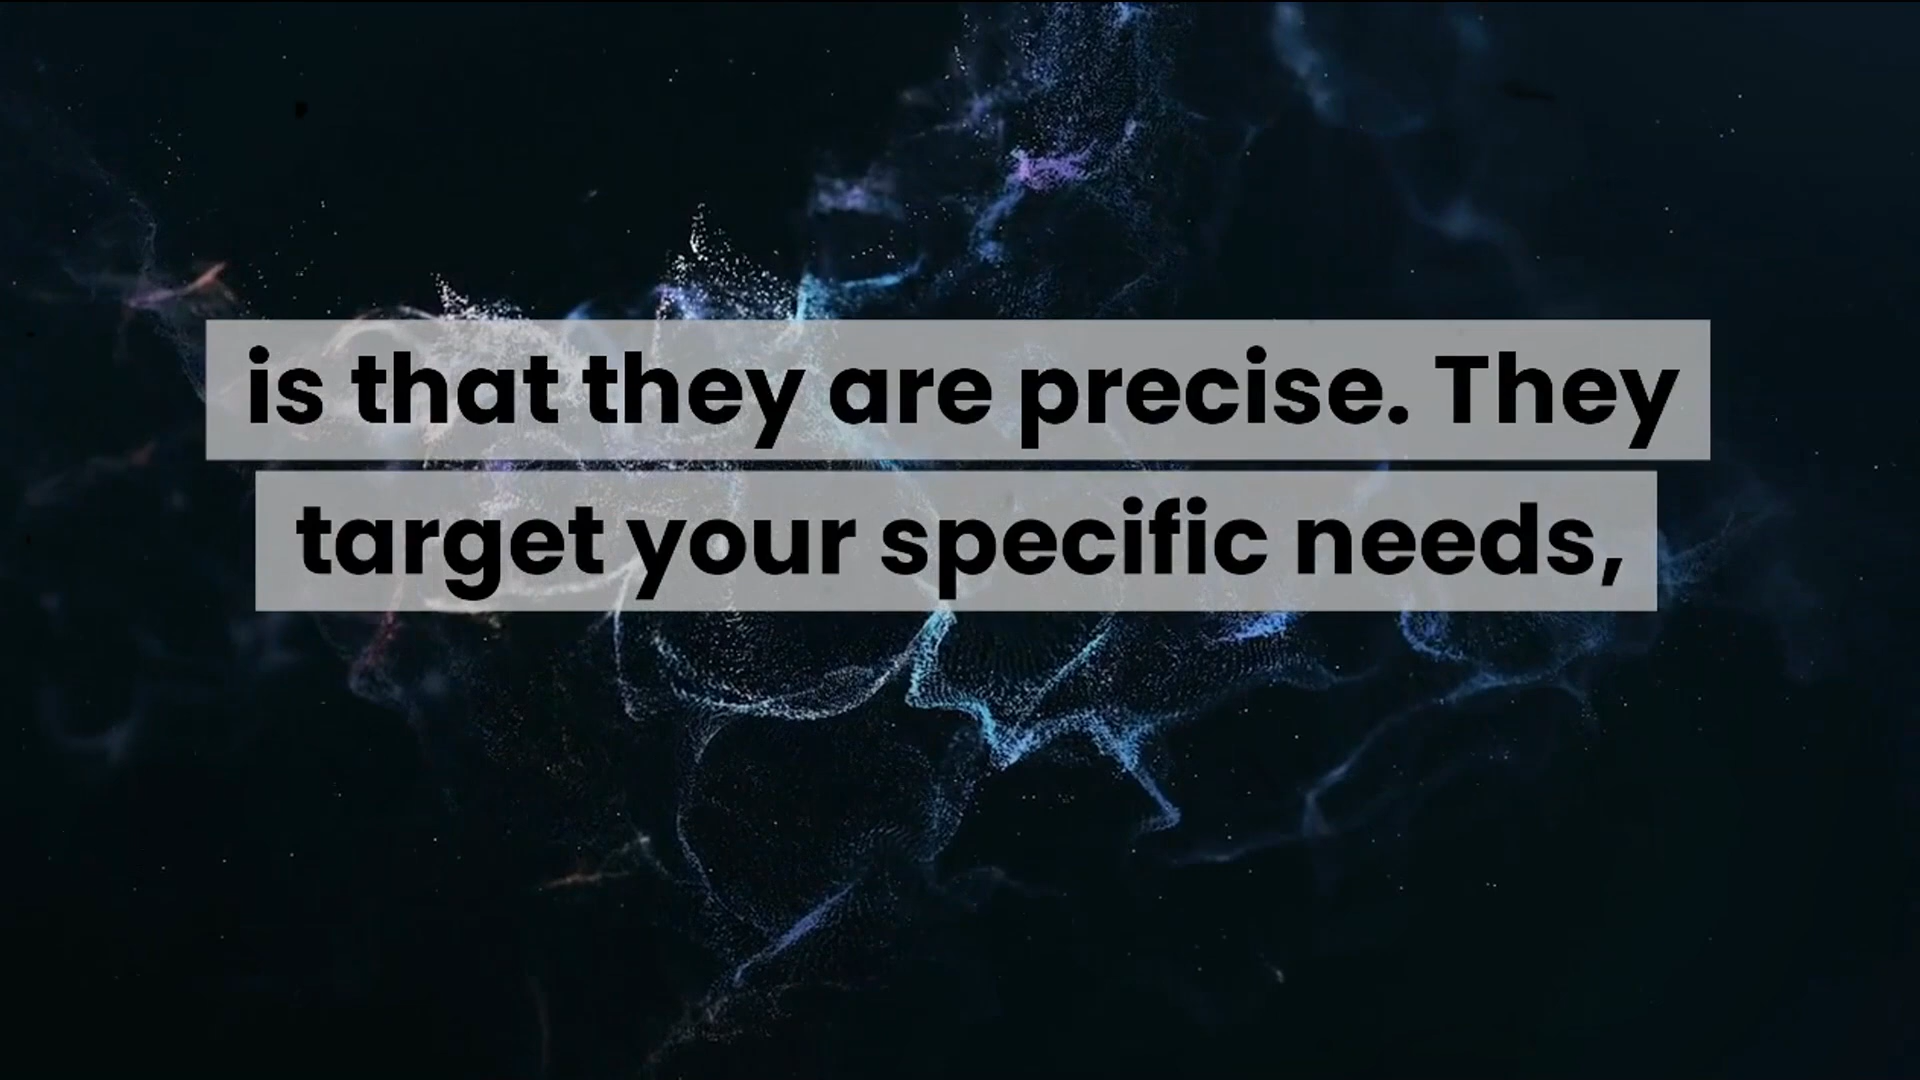 is that they are precise. They
target your specific needs,